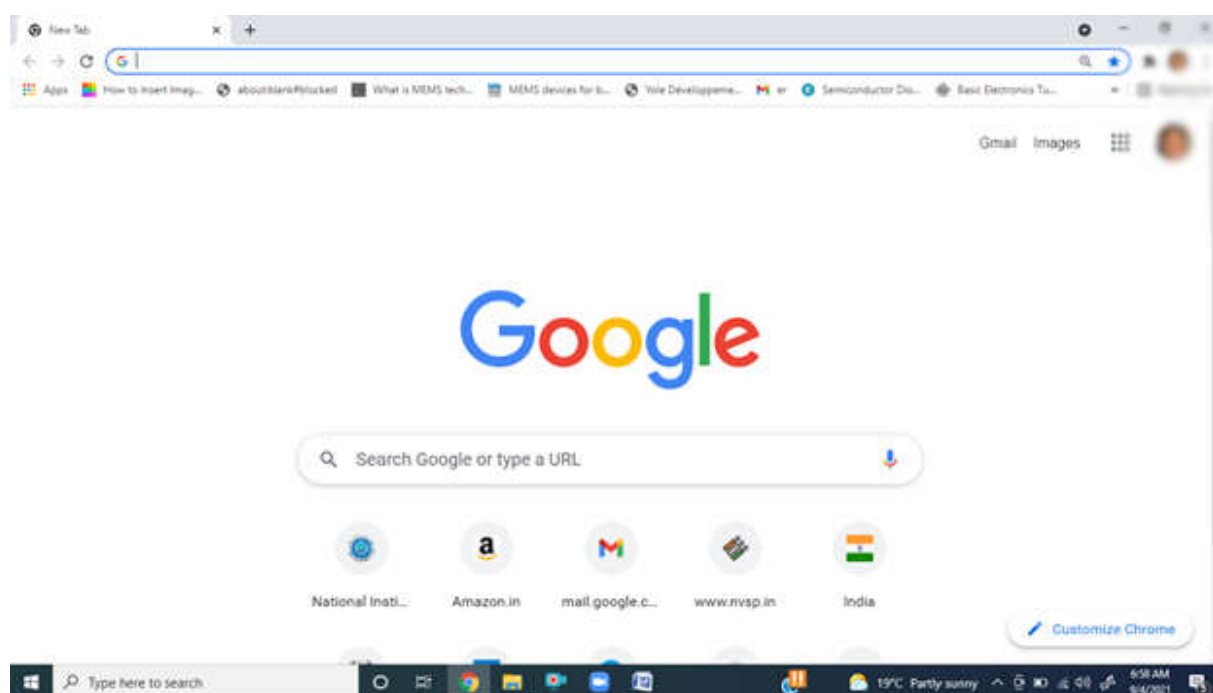 New Tab
Apps How to Insert Imag... about:blank#blocked What is MEMS tech... MEMS devices for b... Yole Développeme... er Semiconductor Dis... Basic Electronics Tu... »
Gmail Images
Google
Search Google or type a URL
National Insti... Amazon.in mail.google.c... www.nvsp.in India
Customize Chrome
Type here to search 19°C Partly sunny 6:58 AM